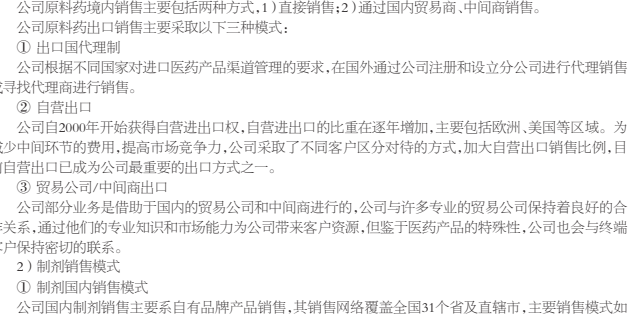 公司原料药境内销售主要包括两种方式,1)直接销售;2)通过国内贸易商、中间商销售。
公司原料药出口销售主要采取以下三种模式:
① 出口国代理制
公司根据不同国家对进口医药产品渠道管理的要求,在国外通过公司注册和设立分公司进行代理销售
寻找代理商进行销售。
② 自营出口
公司自2000年开始获得自营进出口权,自营进出口的比重在逐年增加,主要包括欧洲、美国等区域。为
少中间环节的费用,提高市场竞争力,公司采取了不同客户区分对待的方式,加大自营出口销售比例,目
自营出口已成为公司最重要的出口方式之一。
③ 贸易公司/中间商出口
公司部分业务是借助于国内的贸易公司和中间商进行的,公司与许多专业的贸易公司保持着良好的合
关系,通过他们的专业知识和市场能力为公司带来客户资源,但鉴于医药产品的特殊性,公司也会与终端
户保持密切的联系。
2)制剂销售模式
① 制剂国内销售模式
公司国内制剂销售主要系自有品牌产品销售,其销售网络覆盖全国31个省及直辖市,主要销售模式如